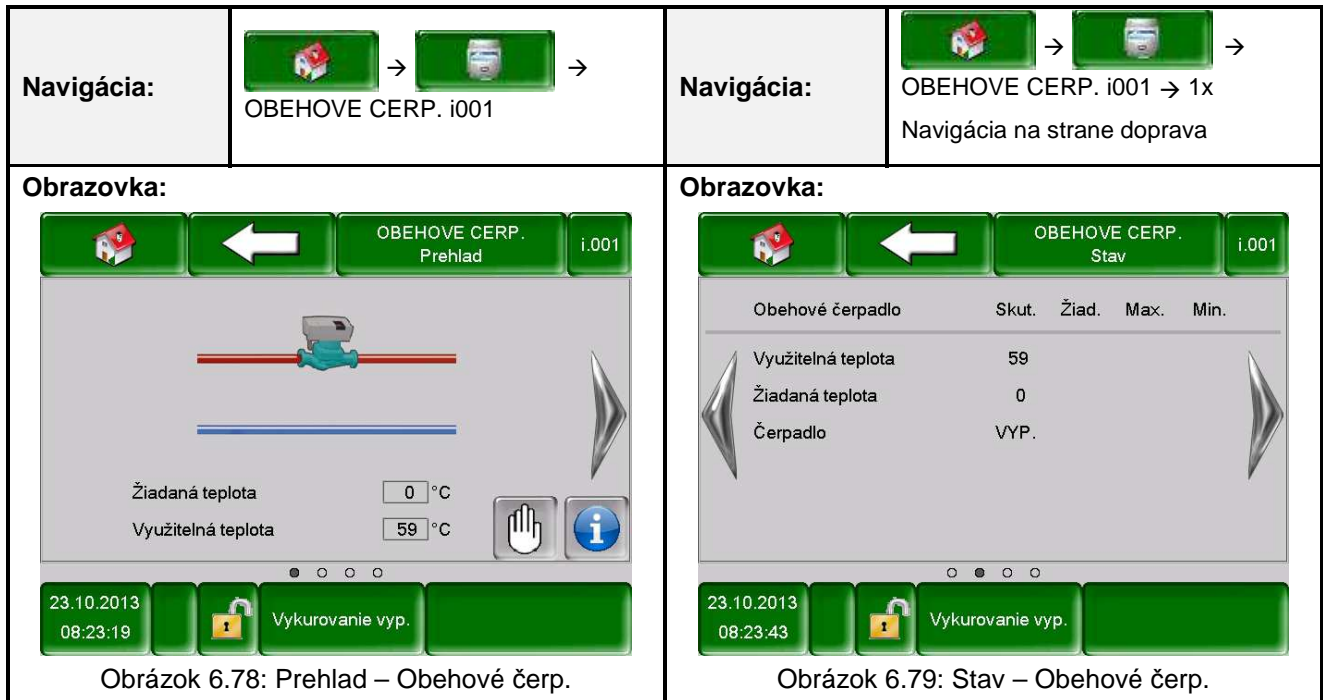 Navigácia:
→ →
OBEHOVE CERP. i001
Obrazovka:
OBEHOVE CERP.
Prehlad
i.001
Žiadaná teplota 0 °C
Využitelná teplota 59 °C
23.10.2013
08:23:19
Vykurovanie vyp.
Obrázok 6.78: Prehlad – Obehové čerp.
Navigácia:
→ →
OBEHOVE CERP. i001 → 1x
Navigácia na strane doprava
Obrazovka:
OBEHOVE CERP.
Stav
i.001
Obehové čerpadlo Skut. Žiad. Max. Min.
Využitelná teplota 59
Žiadaná teplota 0
Čerpadlo VYP.
23.10.2013
08:23:43
Vykurovanie vyp.
Obrázok 6.79: Stav – Obehové čerp.